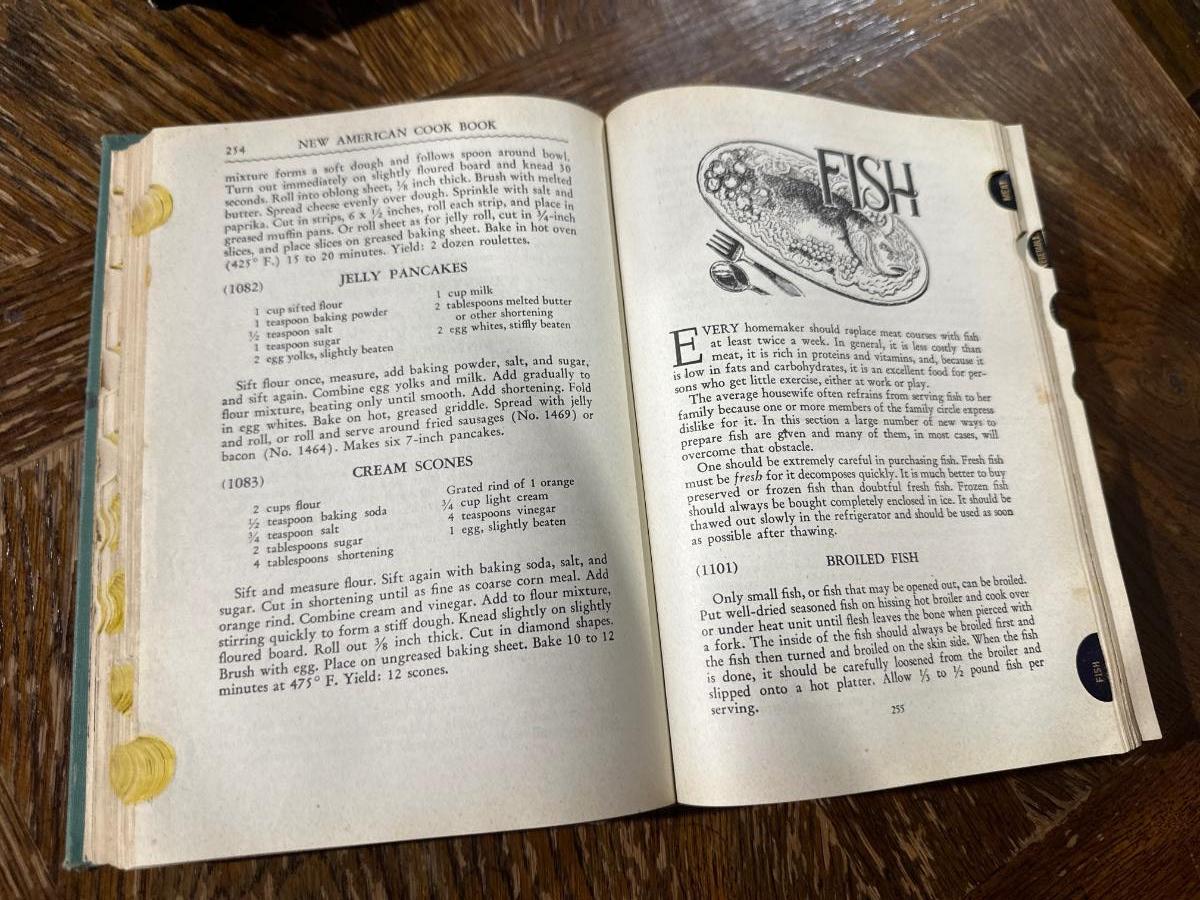 254
NEW AMERICAN COOK BOOK
mixture forms a soft dough and follows spoon around bowl.
Turn out immediately on slightly floured board and knead 30
seconds. Roll into oblong sheet, ⅛ inch thick. Brush with melted
butter. Spread cheese evenly over dough. Sprinkle with salt and
paprika. Cut in strips, 6 x ½ inches, roll each strip, and place in
greased muffin pans. Or roll sheet as for jelly roll, cut in ¾-inch
slices, and place slices on greased baking sheet. Bake in hot oven
(425° F.) 15 to 20 minutes. Yield: 2 dozen roulettes.
(1082)
JELLY PANCAKES
1 cup sifted flour
1 teaspoon baking powder
½ teaspoon salt
1 teaspoon sugar
2 egg yolks, slightly beaten
1 cup milk
2 tablespoons melted butter
or other shortening
2 egg whites, stiffly beaten
Sift flour once, measure, add baking powder, salt, and sugar,
and sift again. Combine egg yolks and milk. Add gradually to
flour mixture, beating only until smooth. Add shortening. Fold
in egg whites. Bake on hot, greased griddle. Spread with jelly
and roll, or roll and serve around fried sausages (No. 1469) or
bacon (No. 1464). Makes six 7-inch pancakes.
(1083)
CREAM SCONES
2 cups flour
½ teaspoon baking soda
¾ teaspoon salt
2 tablespoons sugar
4 tablespoons shortening
Grated rind of 1 orange
¾ cup light cream
4 teaspoons vinegar
1 egg, slightly beaten
Sift and measure flour. Sift again with baking soda, salt, and
sugar. Cut in shortening until as fine as coarse corn meal. Add
orange rind. Combine cream and vinegar. Add to flour mixture,
stirring quickly to form a stiff dough. Knead slightly on slightly
floured board. Roll out ⅜ inch thick. Cut in diamond shapes.
Brush with egg. Place on ungreased baking sheet. Bake 10 to 12
minutes at 475° F. Yield: 12 scones.
FISH
EVERY homemaker should replace meat courses with fish
at least twice a week. In general, it is less costly than
meat, it is rich in proteins and vitamins, and, because it
is low in fats and carbohydrates, it is an excellent food for per-
sons who get little exercise, either at work or play.
The average housewife often refrains from serving fish to her
family because one or more members of the family circle express
dislike for it. In this section a large number of new ways to
prepare fish are given and many of them, in most cases, will
overcome that obstacle.
One should be extremely careful in purchasing fish. Fresh fish
must be fresh for it decomposes quickly. It is much better to buy
preserved or frozen fish than doubtful fresh fish. Frozen fish
should always be bought completely enclosed in ice. It should be
thawed out slowly in the refrigerator and should be used as soon
as possible after thawing.
(1101)
BROILED FISH
Only small fish, or fish that may be opened out, can be broiled.
Put well-dried seasoned fish on hissing hot broiler and cook over
or under heat unit until flesh leaves the bone when pierced with
a fork. The inside of the fish should always be broiled first and
the fish then turned and broiled on the skin side. When the fish
is done, it should be carefully loosened from the broiler and
slipped onto a hot platter. Allow ⅓ to ½ pound fish per
serving.
255
MEAT
FISH